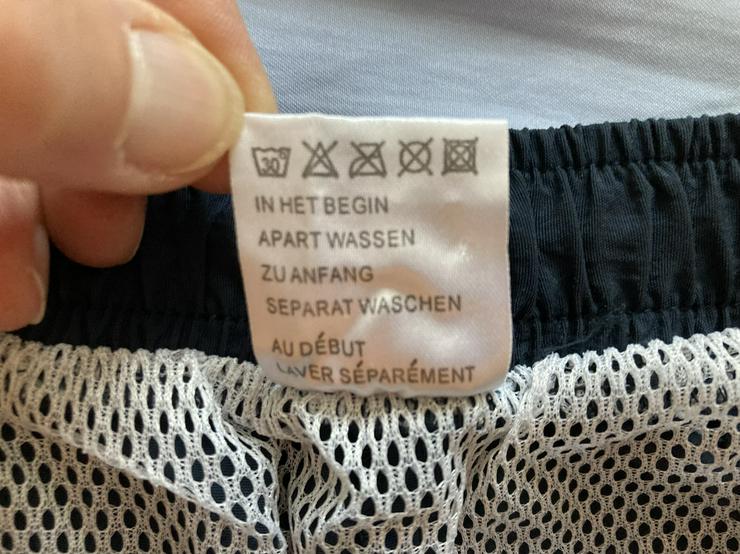 30°
IN HET BEGIN
APART WASSEN
ZU ANFANG
SEPARAT WASCHEN
AU DÉBUT
LAVER SÉPARÉMENT